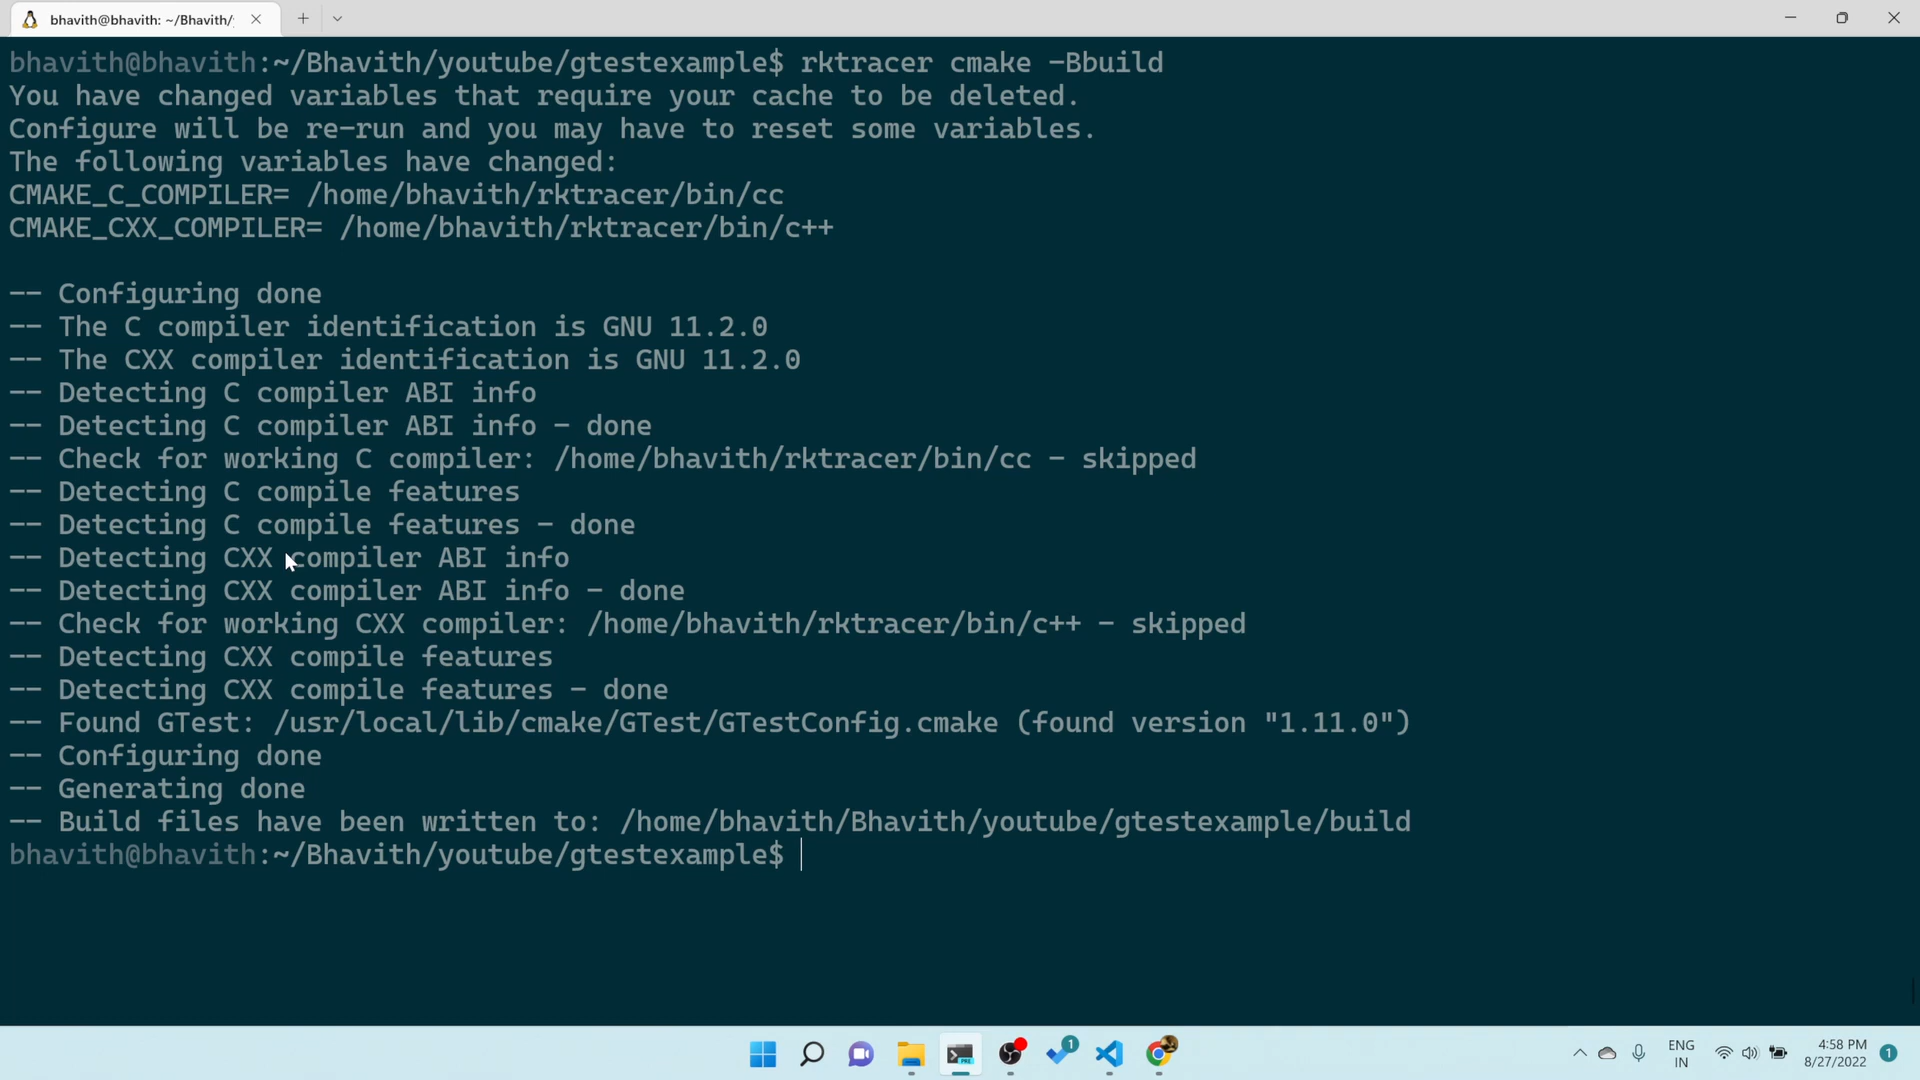 bhavith@bhavith: ~/Bhavith/y
bhavith@bhavith:~/Bhavith/youtube/gtestexample$ rktracer cmake -Bbuild
You have changed variables that require your cache to be deleted.
Configure will be re-run and you may have to reset some variables.
The following variables have changed:
CMAKE_C_COMPILER= /home/bhavith/rktracer/bin/cc
CMAKE_CXX_COMPILER= /home/bhavith/rktracer/bin/c++
-- Configuring done
-- The C compiler identification is GNU 11.2.0
-- The CXX compiler identification is GNU 11.2.0
-- Detecting C compiler ABI info
-- Detecting C compiler ABI info - done
-- Check for working C compiler: /home/bhavith/rktracer/bin/cc - skipped
-- Detecting C compile features
-- Detecting C compile features - done
-- Detecting CXX compiler ABI info
-- Detecting CXX compiler ABI info - done
-- Check for working CXX compiler: /home/bhavith/rktracer/bin/c++ - skipped
-- Detecting CXX compile features
-- Detecting CXX compile features - done
-- Found GTest: /usr/local/lib/cmake/GTest/GTestConfig.cmake (found version "1.11.0")
-- Configuring done
-- Generating done
-- Build files have been written to: /home/bhavith/Bhavith/youtube/gtestexample/build
bhavith@bhavith:~/Bhavith/youtube/gtestexample$
PRE
1
ENG
IN
4:58 PM
8/27/2022
1